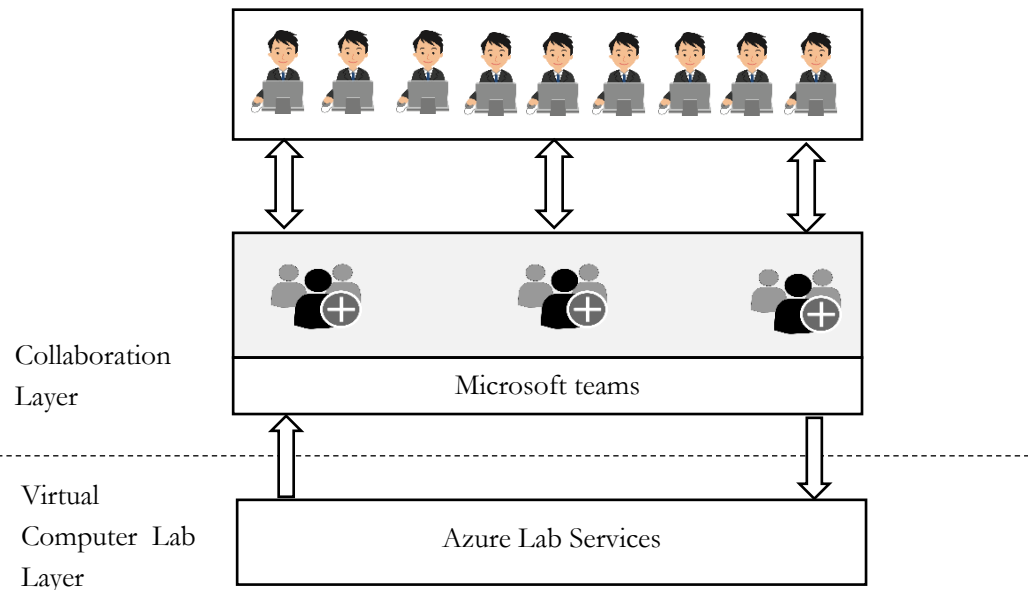 Collaboration
Layer
Microsoft teams
Virtual
Computer Lab
Layer
Azure Lab Services